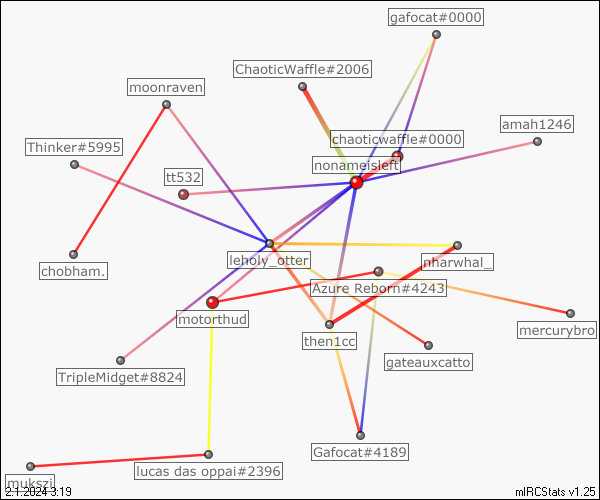 gafocat#0000
ChaoticWaffle#2006
moonraven
amah1246
chaoticwaffle#0000
Thinker#5995
nonameisleft
tt532
leholy_otter
nharwhal_
chobham.
Azure Reborn#4243
motorthud
mercurybro
then1cc
gateauxcatto
TripleMidget#8824
Gafocat#4189
lucas das oppai#2396
mukszi
2.1.2024 3:19
mIRCStats v1.25